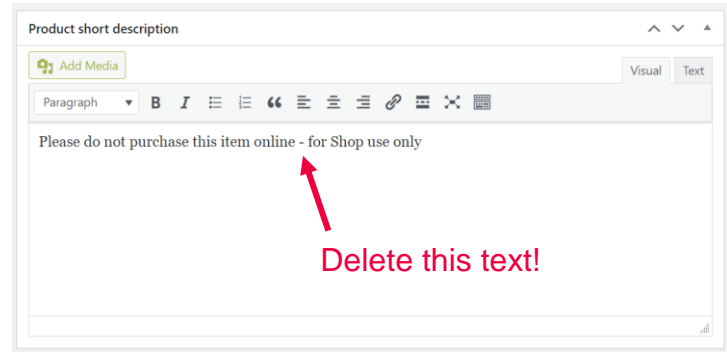 Product short description
Add Media
Visual Text
Paragraph B I
Please do not purchase this item online - for Shop use only
Delete this text!